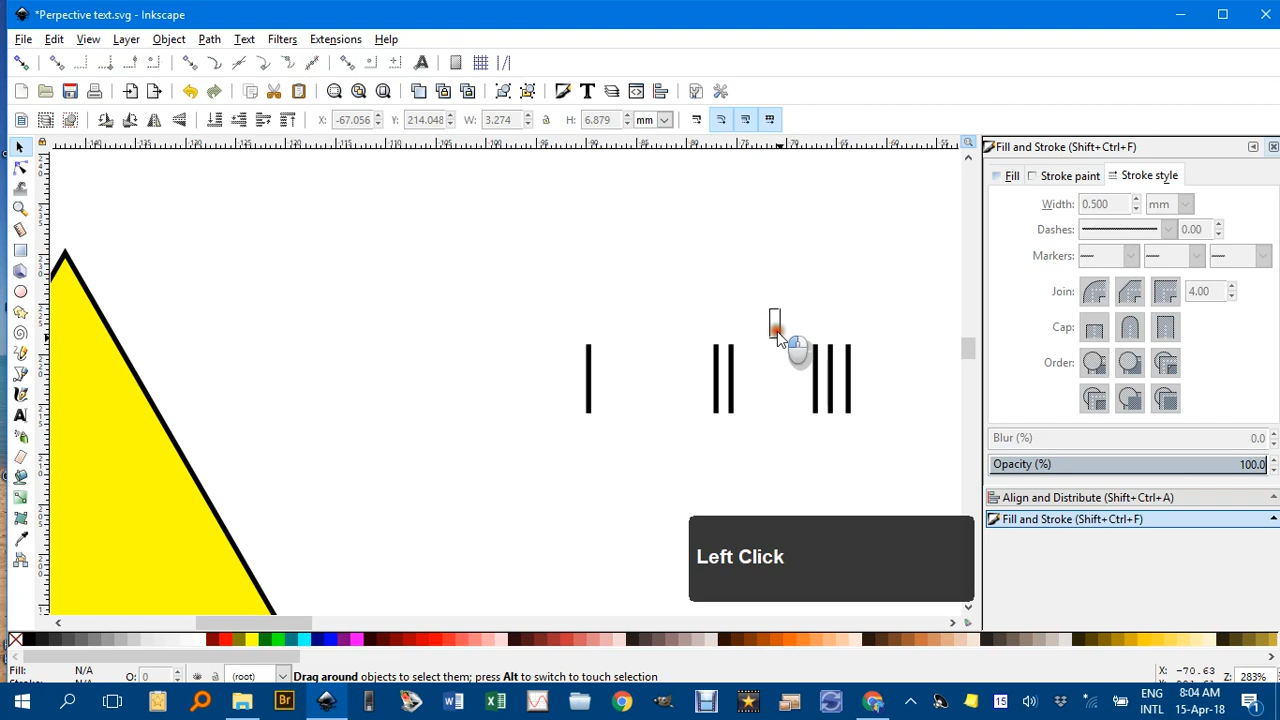 *Perpective text.svg - Inkscape
File Edit View Layer Object Path Text Filters Extensions Help
X: -67.056 Y: 214.048 W: 3.274 H: 6.879 mm
Fill and Stroke (Shift+Ctrl+F)
Fill Stroke paint Stroke style
Width: 0.500 mm
Dashes: 0.00
Markers:
Join: 4.00
Cap:
Order:
Blur (%) 0.0
Opacity (%) 100.0
Align and Distribute (Shift+Ctrl+A)
Fill and Stroke (Shift+Ctrl+F)
Left Click
Fill: N/A
O: 0 (root) Drag around objects to select them; press Alt to switch to touch selection
X: -70.63
Z: 283%
ENG
INTL
8:04 AM
15-Apr-18